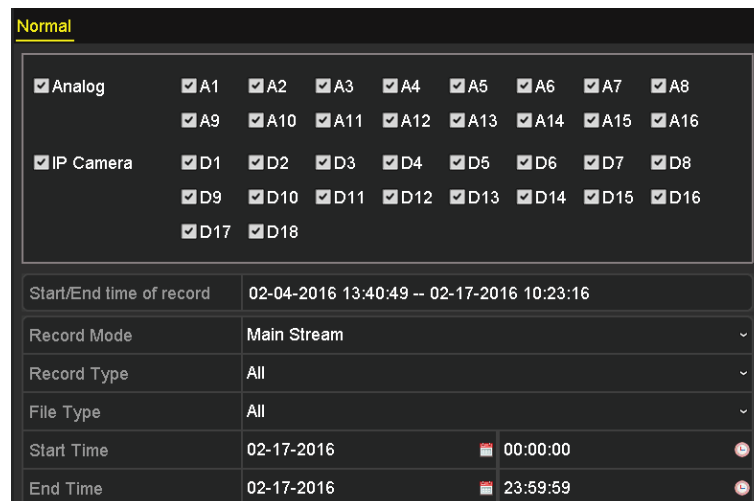 Normal
Analog A1 A2 A3 A4 A5 A6 A7 A8
A9 A10 A11 A12 A13 A14 A15 A16
IP Camera D1 D2 D3 D4 D5 D6 D7 D8
D9 D10 D11 D12 D13 D14 D15 D16
D17 D18
Start/End time of record 02-04-2016 13:40:49 -- 02-17-2016 10:23:16
Record Mode Main Stream
Record Type All
File Type All
Start Time 02-17-2016 00:00:00
End Time 02-17-2016 23:59:59